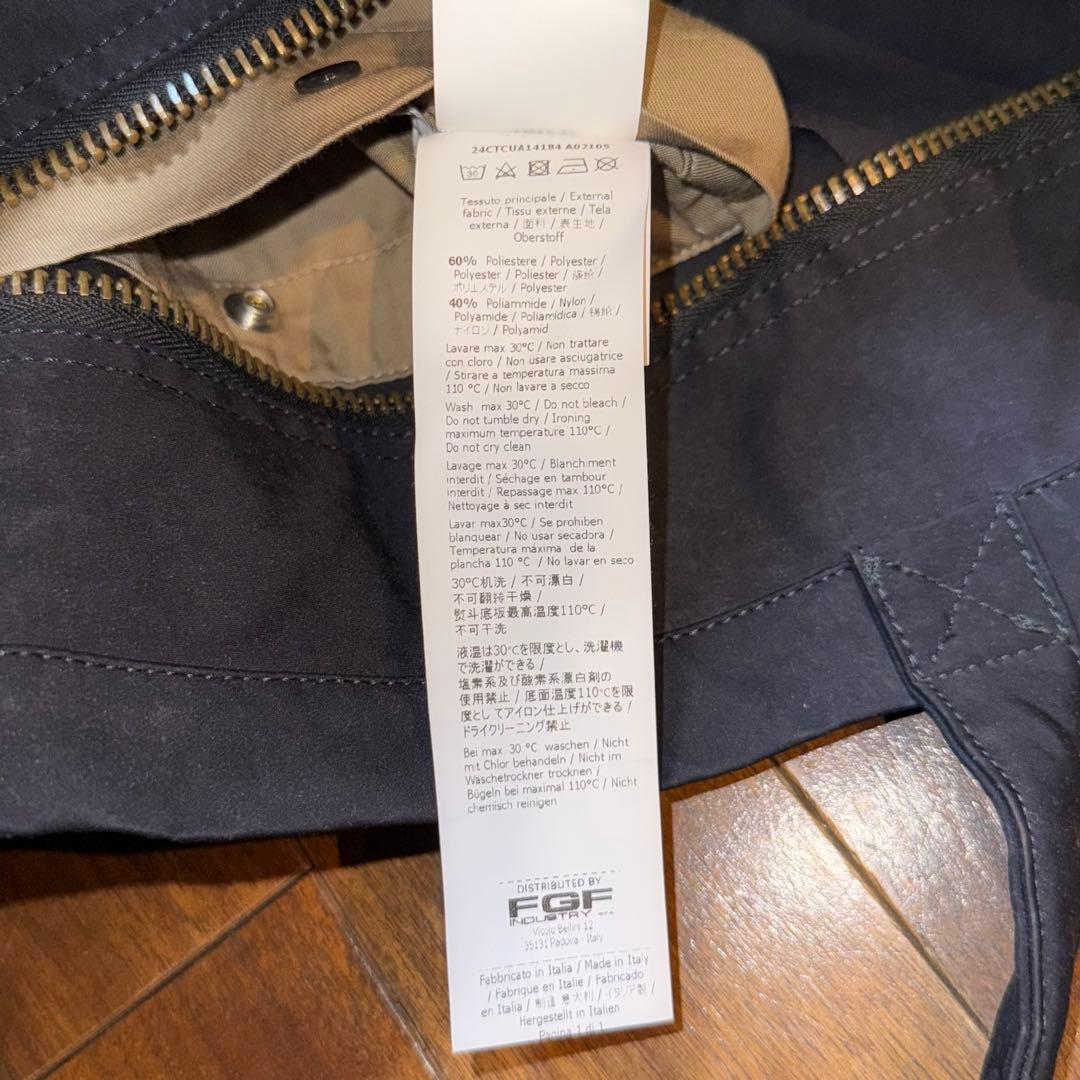 24CTCUA14184 A02105
30
Tessuto principale / External
fabric / Tissu externe / Tela
externa / 面料 / 表生地 /
Oberstoff
60% Poliestere / Polyester /
Polyester / Poliester / 涤纶 /
ポリエステル / Polyester
40% Poliammide / Nylon /
Polyamide / Poliamídica / 锦纶 /
ナイロン / Polyamid
Lavare max 30°C / Non trattare
con cloro / Non usare asciugatrice
/ Stirare a temperatura massima
110 °C / Non lavare a secco
Wash max 30°C / Do not bleach /
Do not tumble dry / Ironing
maximum temperature 110°C /
Do not dry clean
Lavage max 30°C / Blanchiment
interdit / Séchage en tambour
interdit / Repassage max 110°C /
Nettoyage à sec interdit
Lavar max30°C / Se prohiben
blanquear / No usar secadora /
Temperatura máxima de la
plancha 110 °C / No lavar en seco
30°C机洗 / 不可漂白 /
不可翻转干燥 /
熨斗底板最高温度110°C /
不可干洗
液温は30℃を限度とし、洗濯機
で洗濯ができる /
塩素系及び酸素系漂白剤の
使用禁止 / 底面温度110℃を限
度としてアイロン仕上げができる /
ドライクリーニング禁止
Bei max. 30 °C waschen / Nicht
mit Chlor behandeln / Nicht im
Waschetrockner trocknen /
Bügeln bei maximal 110°C / Nicht
chemisch reinigen
DISTRIBUTED BY
FGF
INDUSTRY s.p.a.
Vicolo Bellini 12
35131 Padova - Italy
Fabbricato in Italia / Made in Italy
/ Fabrique en Italie / Fabricado
en Italia / 制造 意大利 / イタリア製 /
Hergestellt in Italien
Pagina 1 di 1